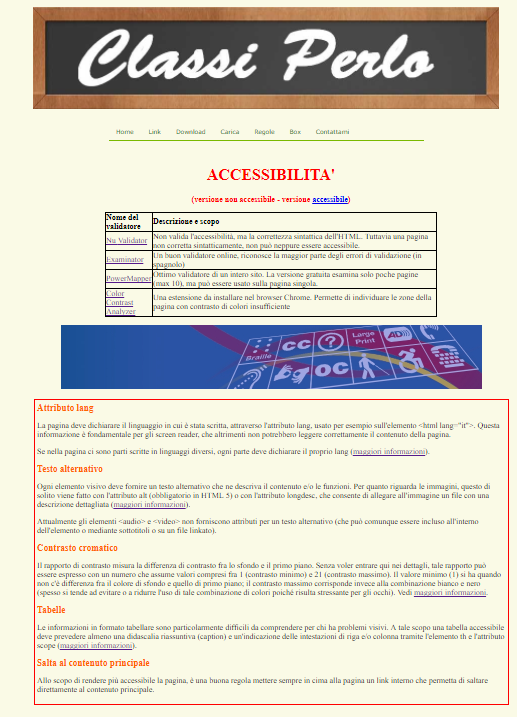 Classi Perlo
Home Link Download Carica Regole Box Contattami
ACCESSIBILITA'
(versione non accessibile - versione accessibile)
Nome del validatore Descrizione e scopo
Nu Validator Non valida l'accessibilità, ma la correttezza sintattica dell'HTML. Tuttavia una pagina
non corretta sintatticamente, non può neppure essere accessibile.
Examinator Un buon validatore online, riconosce la maggior parte degli errori di validazione (in
spagnolo)
PowerMapper Ottimo validatore di un intero sito. La versione gratuita esamina solo poche pagine
(max 10), ma può essere usato sulla pagina singola.
Color Contrast Analyzer Una estensione da installare nel browser Chrome. Permette di individuare le zone della
pagina con contrasto di colori insufficiente
Braille CC ? Large Print AD))) OC
Attributo lang
La pagina deve dichiarare il linguaggio in cui è stata scritta, attraverso l'attributo lang, usato per esempio sull'elemento <html lang="it">. Questa
informazione è fondamentale per gli screen reader, che altrimenti non potrebbero leggere correttamente il contenuto della pagina.
Se nella pagina ci sono parti scritte in linguaggi diversi, ogni parte deve dichiarare il proprio lang (maggiori informazioni).
Testo alternativo
Ogni elemento visivo deve fornire un testo alternativo che ne descriva il contenuto e/o le funzioni. Per quanto riguarda le immagini, questo di
solito viene fatto con l'attributo alt (obbligatorio in HTML 5) o con l'attributo longdesc, che consente di allegare all'immagine un file con una
descrizione dettagliata (maggiori informazioni).
Attualmente gli elementi <audio> e <video> non forniscono attributi per un testo alternativo (che può comunque essere incluso all'interno
dell'elemento o mediante sottotitoli o su un file linkato).
Contrasto cromatico
Il rapporto di contrasto misura la differenza di contrasto fra lo sfondo e il primo piano. Senza voler entrare qui nei dettagli, tale rapporto può
essere espresso con un numero che assume valori compresi fra 1 (contrasto minimo) e 21 (contrasto massimo). Il valore minimo (1) si ha quando
non c'è differenza fra il colore di sfondo e quello di primo piano; il contrasto massimo corrisponde invece alla combinazione bianco e nero
(spesso si tende ad evitare o a ridurre l'uso di tale combinazione di colori poiché risulta stressante per gli occhi). Vedi maggiori informazioni.
Tabelle
Le informazioni in formato tabellare sono particolarmente difficili da comprendere per chi ha problemi visivi. A tale scopo una tabella accessibile
deve prevedere almeno una didascalia riassuntiva (caption) e un'indicazione delle intestazioni di riga e/o colonna tramite l'elemento th e l'attributo
scope (maggiori informazioni).
Salta al contenuto principale
Allo scopo di rendere più accessibile la pagina, è una buona regola mettere sempre in cima alla pagina un link interno che permetta di saltare
direttamente al contenuto principale.